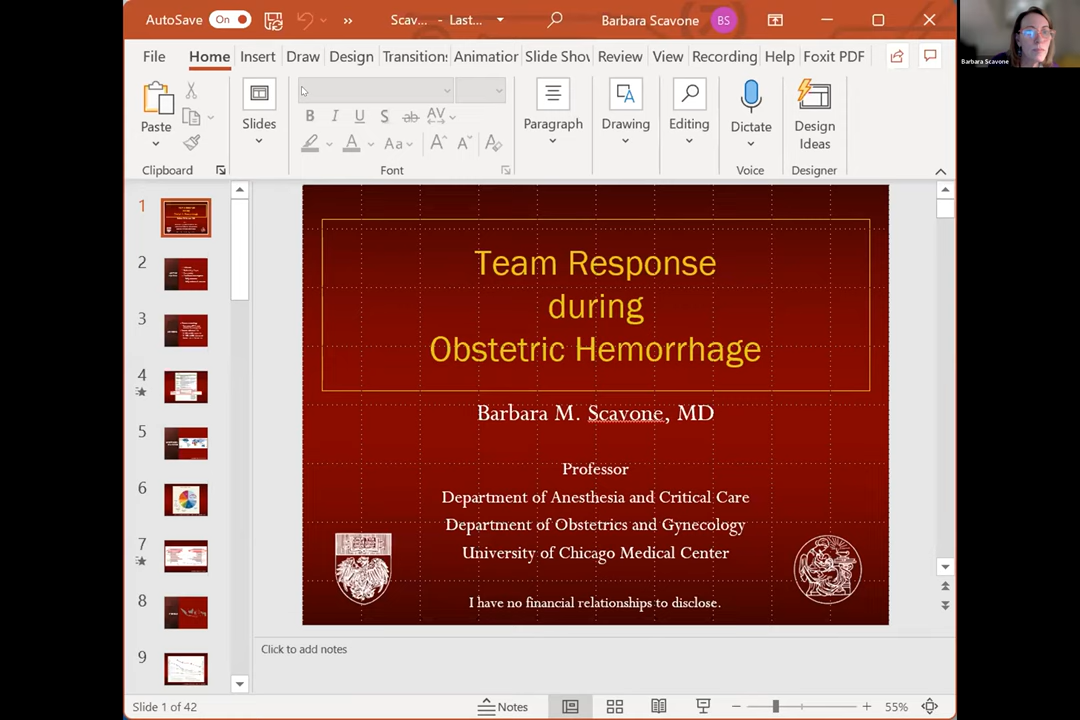 AutoSave On Scav... - Last... Barbara Scavone BS
Barbara Scavone
File Home Insert Draw Design Transitions Animation Slide Show Review View Recording Help Foxit PDF
Paste
Slides
B I U S ab AV
Aa A A
Paragraph Drawing Editing Dictate Design
Ideas
Clipboard Font Voice Designer
1
2
3
4
5
6
7
8
9
Team Response
during
Obstetric Hemorrhage
Barbara M. Scavone, MD
Professor
Department of Anesthesia and Critical Care
Department of Obstetrics and Gynecology
University of Chicago Medical Center
I have no financial relationships to disclose.
Click to add notes
Slide 1 of 42 Notes 55%